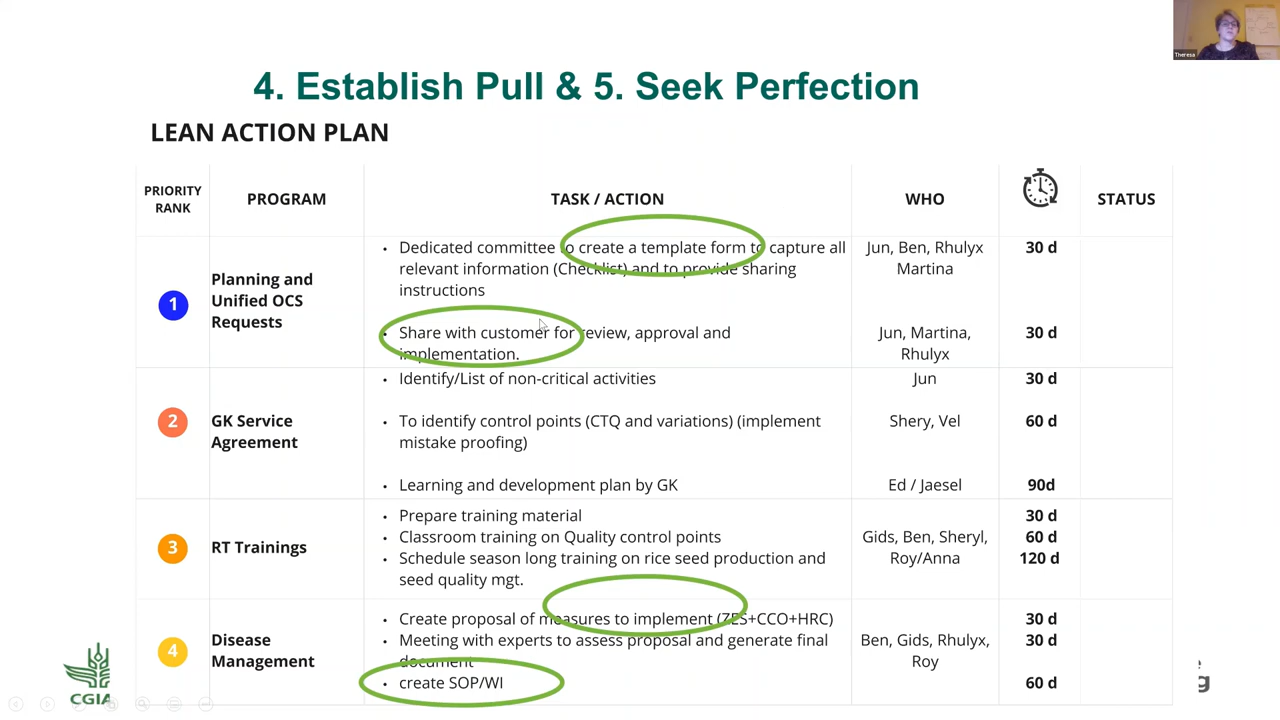 Theresa
4. Establish Pull & 5. Seek Perfection
LEAN ACTION PLAN
PRIORITY
RANK
PROGRAM
TASK / ACTION
WHO
STATUS
1
Planning and
Unified OCS
Requests
• Dedicated committee to create a template form to capture all
relevant information (Checklist) and to provide sharing
instructions
Jun, Ben, Rhulyx
Martina
30 d
• Share with customer for review, approval and
implementation.
Jun, Martina,
Rhulyx
30 d
2
GK Service
Agreement
• Identify/List of non-critical activities
Jun
30 d
• To identify control points (CTQ and variations) (implement
mistake proofing)
Shery, Vel
60 d
• Learning and development plan by GK
Ed / Jaesel
90d
3
RT Trainings
• Prepare training material
• Classroom training on Quality control points
• Schedule season long training on rice seed production and
seed quality mgt.
Gids, Ben, Sheryl,
Roy/Anna
30 d
60 d
120 d
4
Disease
Management
• Create proposal of measures to implement (ZES+CCO+HRC)
• Meeting with experts to assess proposal and generate final
document
• create SOP/WI
Ben, Gids, Rhulyx,
Roy
30 d
30 d
60 d
CGIA